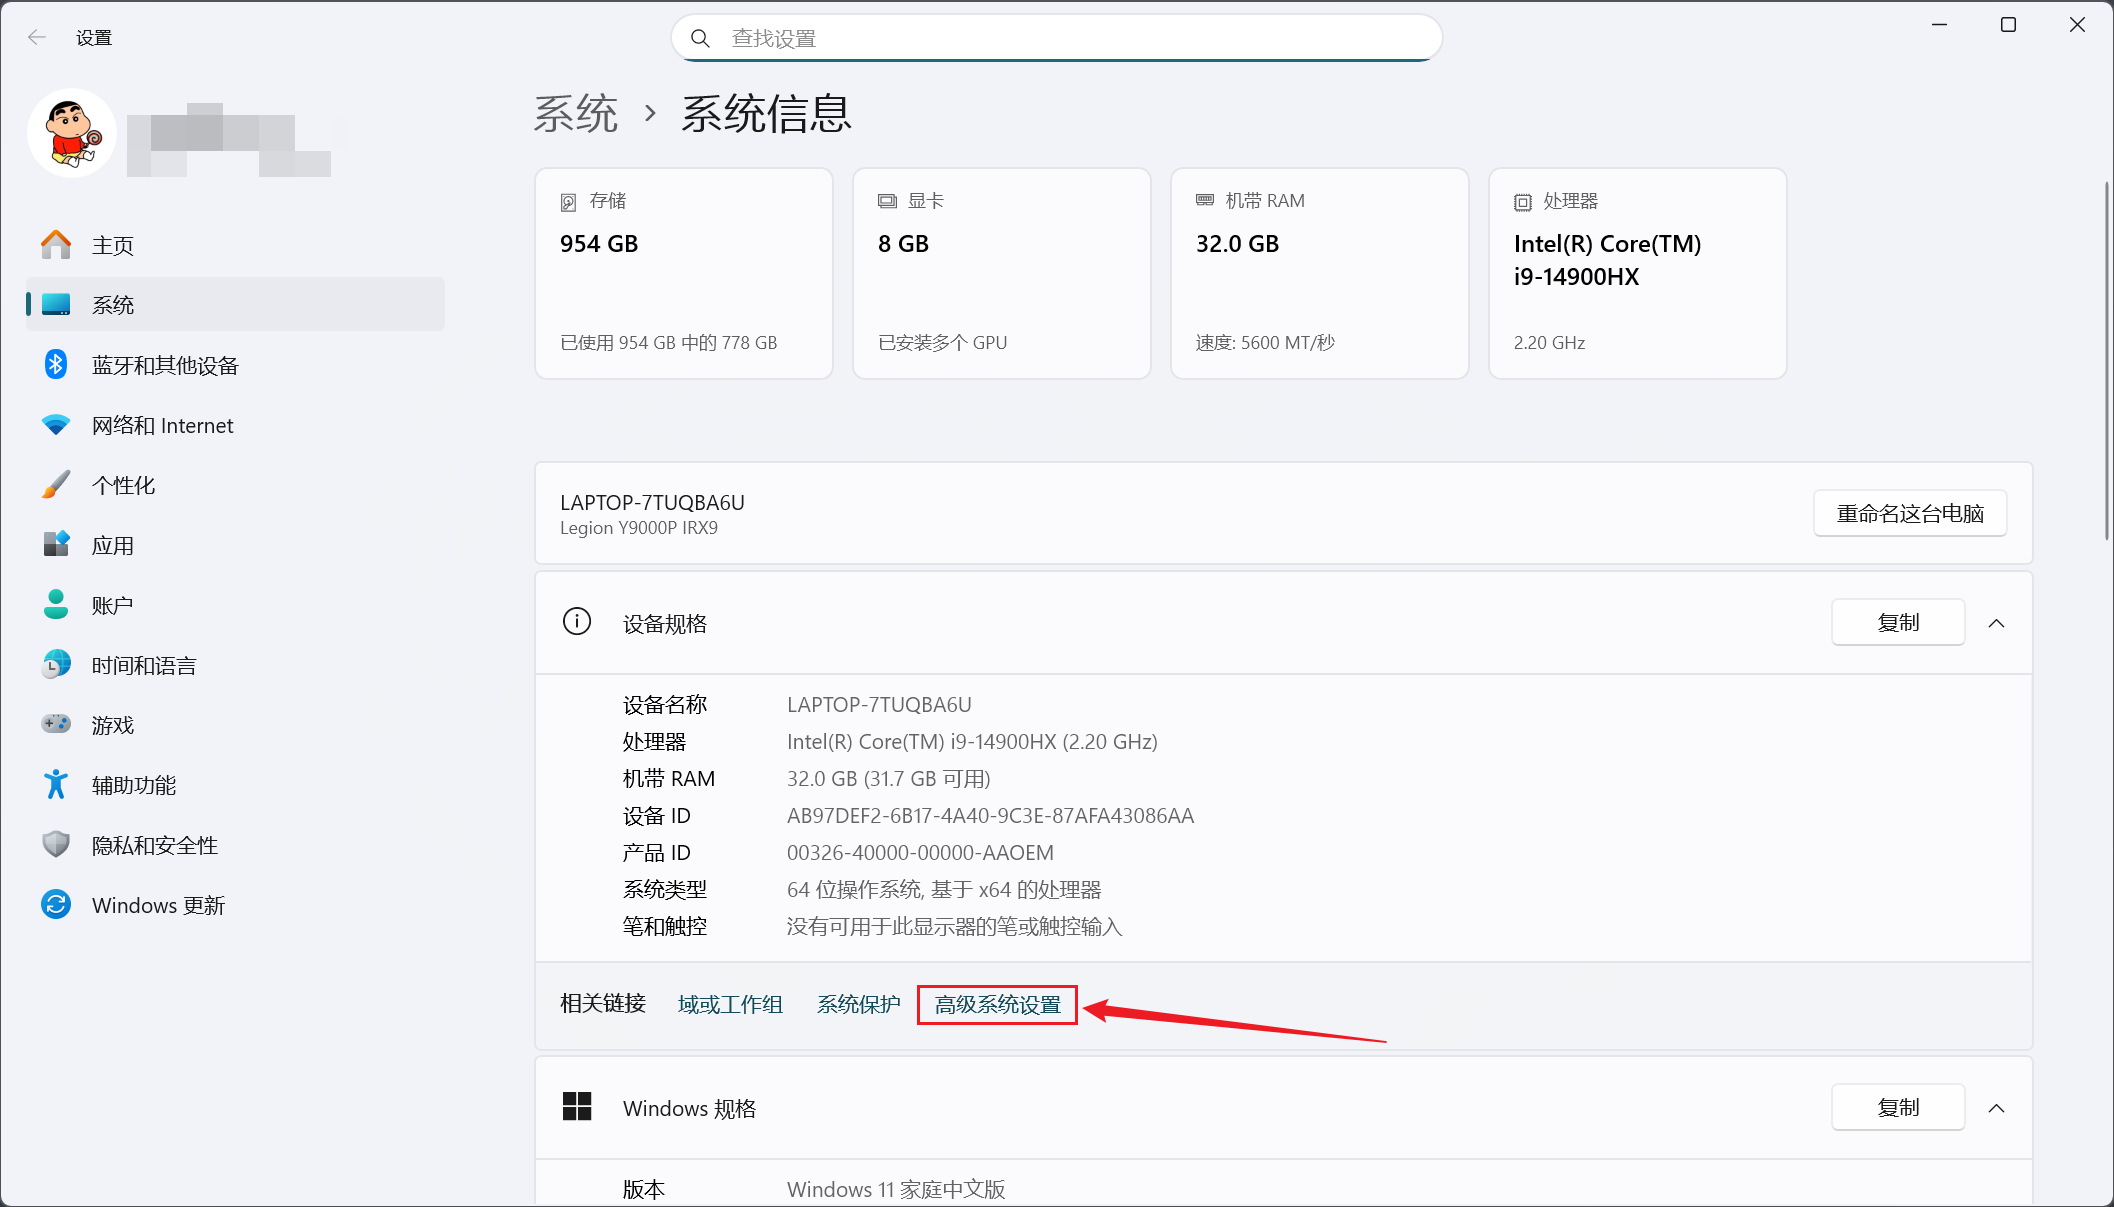 设置
查找设置
主页
系统
蓝牙和其他设备
网络和 Internet
个性化
应用
账户
时间和语言
游戏
辅助功能
隐私和安全性
Windows 更新
系统 › 系统信息
存储
954 GB
已使用 954 GB 中的 778 GB
显卡
8 GB
已安装多个 GPU
机带 RAM
32.0 GB
速度: 5600 MT/秒
处理器
Intel(R) Core(TM)
i9-14900HX
2.20 GHz
LAPTOP-7TUQBA6U
Legion Y9000P IRX9
重命名这台电脑
设备规格
复制
设备名称 LAPTOP-7TUQBA6U
处理器 Intel(R) Core(TM) i9-14900HX (2.20 GHz)
机带 RAM 32.0 GB (31.7 GB 可用)
设备 ID AB97DEF2-6B17-4A40-9C3E-87AFA43086AA
产品 ID 00326-40000-00000-AAOEM
系统类型 64 位操作系统, 基于 x64 的处理器
笔和触控 没有可用于此显示器的笔或触控输入
相关链接 域或工作组 系统保护 高级系统设置
Windows 规格
复制
版本 Windows 11 家庭中文版